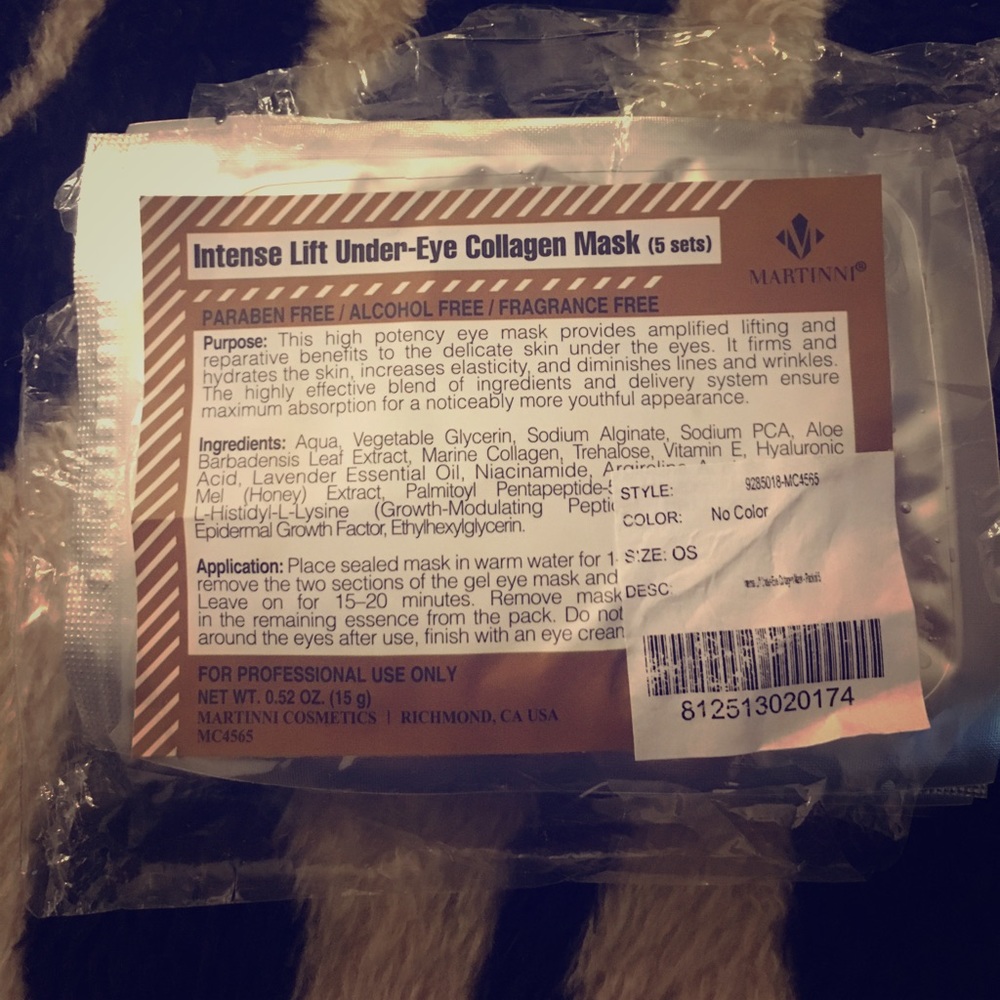 Intense Lift Under-Eye Collagen Mask (5 sets)
MARTINNI®
PARABEN FREE / ALCOHOL FREE / FRAGRANCE FREE
Purpose: This high potency eye mask provides amplified lifting and
reparative benefits to the delicate skin under the eyes. It firms and
hydrates the skin, increases elasticity, and diminishes lines and wrinkles.
The highly effective blend of ingredients and delivery system ensure
maximum absorption for a noticeably more youthful appearance.
Ingredients: Aqua, Vegetable Glycerin, Sodium Alginate, Sodium PCA, Aloe
Barbadensis Leaf Extract, Marine Collagen, Trehalose, Vitamin E, Hyaluronic
Acid, Lavender Essential Oil, Niacinamide,
Mel (Honey) Extract, Palmitoyl
L-Histidyl-L-Lysine (Growth-Modulating
Epidermal Growth Factor, Ethylhexylglycerin.
Application: Place sealed mask in warm water for 1-
remove the two sections of the gel eye mask and
Leave on for 15–20 minutes. Remove mask
in the remaining essence from the pack. Do not
around the eyes after use, finish with an eye
FOR PROFESSIONAL USE ONLY
NET WT. 0.52 OZ. (15 g)
MARTINNI COSMETICS | RICHMOND, CA USA
MC4565
STYLE: 9285018-MC4565
COLOR: No Color
SIZE: OS
DESC:
812513020174